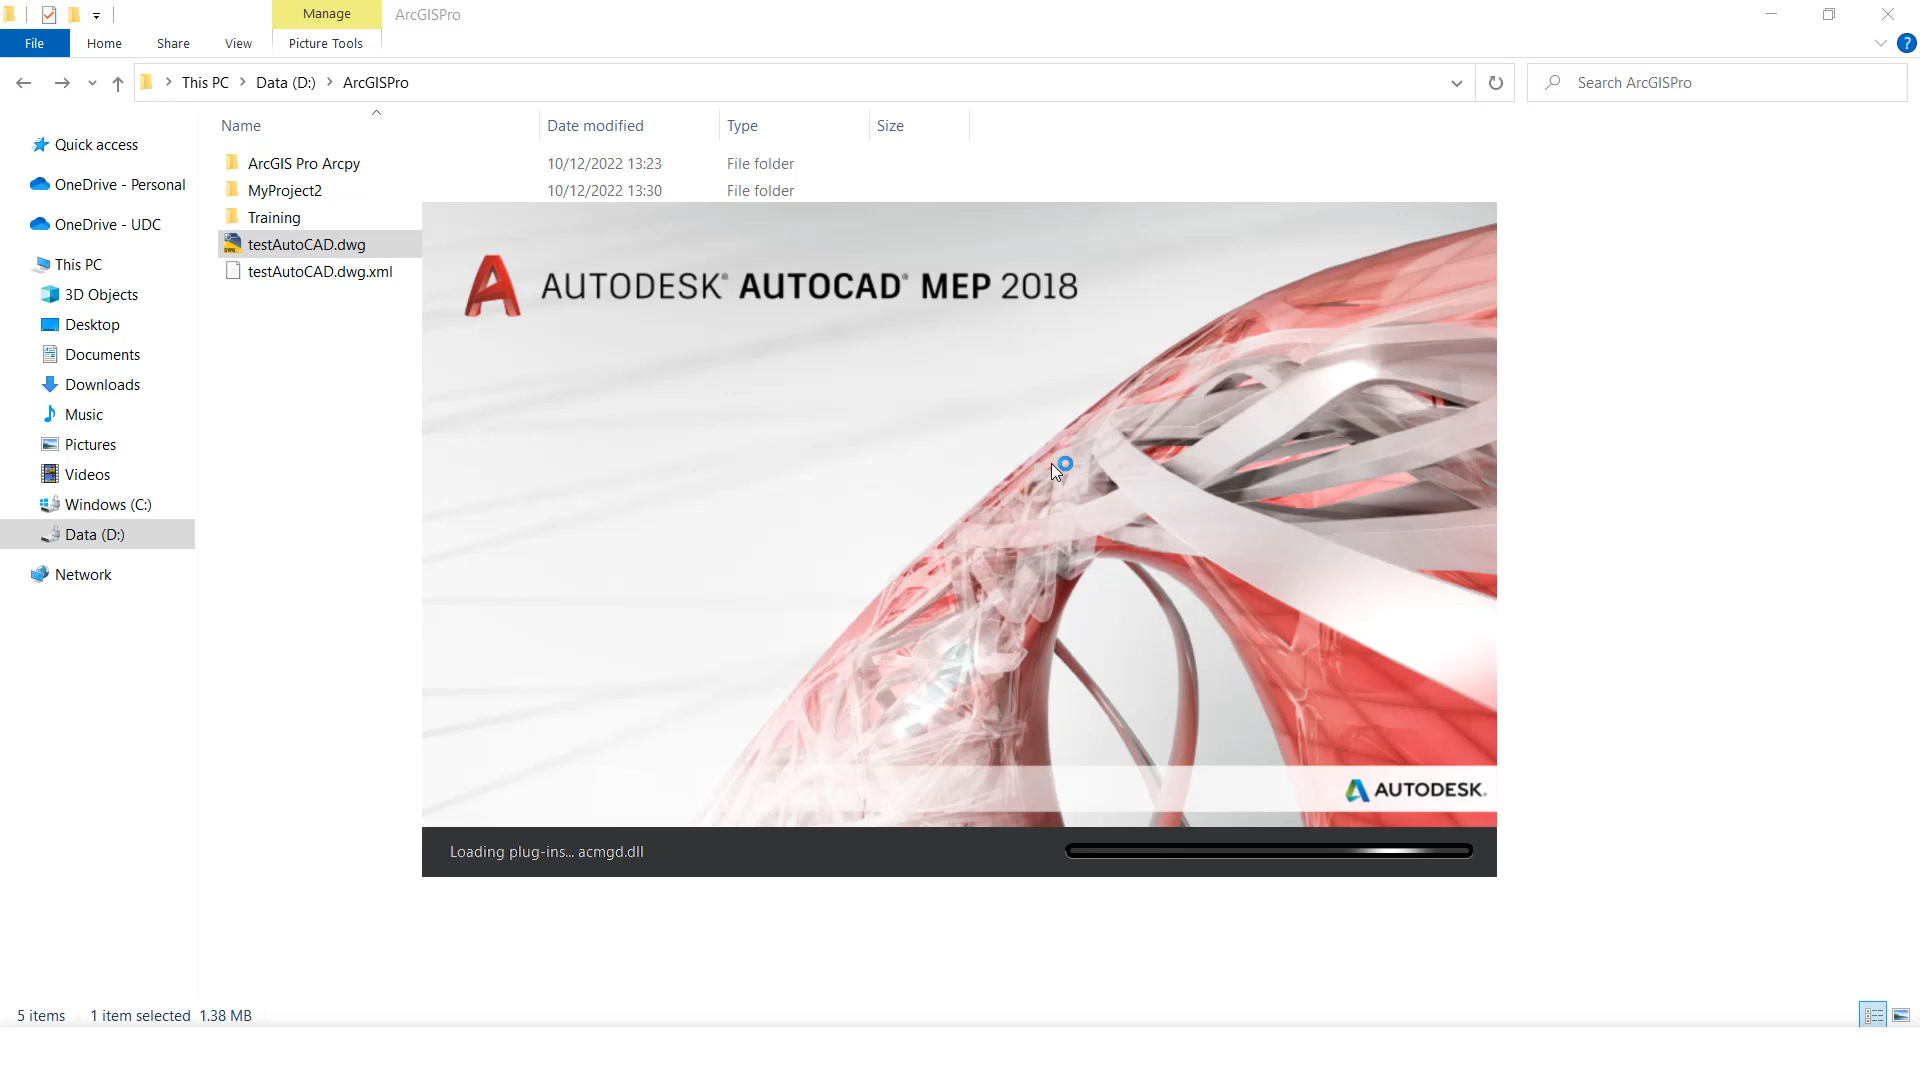 Manage
ArcGISPro
File
Home
Share
View
Picture Tools
?
This PC
Data (D:)
ArcGISPro
Search ArcGISPro
Name
Date modified
Type
Size
Quick access
OneDrive - Personal
OneDrive - UDC
This PC
3D Objects
Desktop
Documents
Downloads
Music
Pictures
Videos
Windows (C:)
Data (D:)
Network
ArcGIS Pro Arcpy
10/12/2022 13:23
File folder
MyProject2
10/12/2022 13:30
File folder
Training
testAutoCAD.dwg
testAutoCAD.dwg.xml
AUTODESK® AUTOCAD® MEP 2018
AUTODESK.
Loading plug-ins... acmgd.dll
5 items
1 item selected 1.38 MB